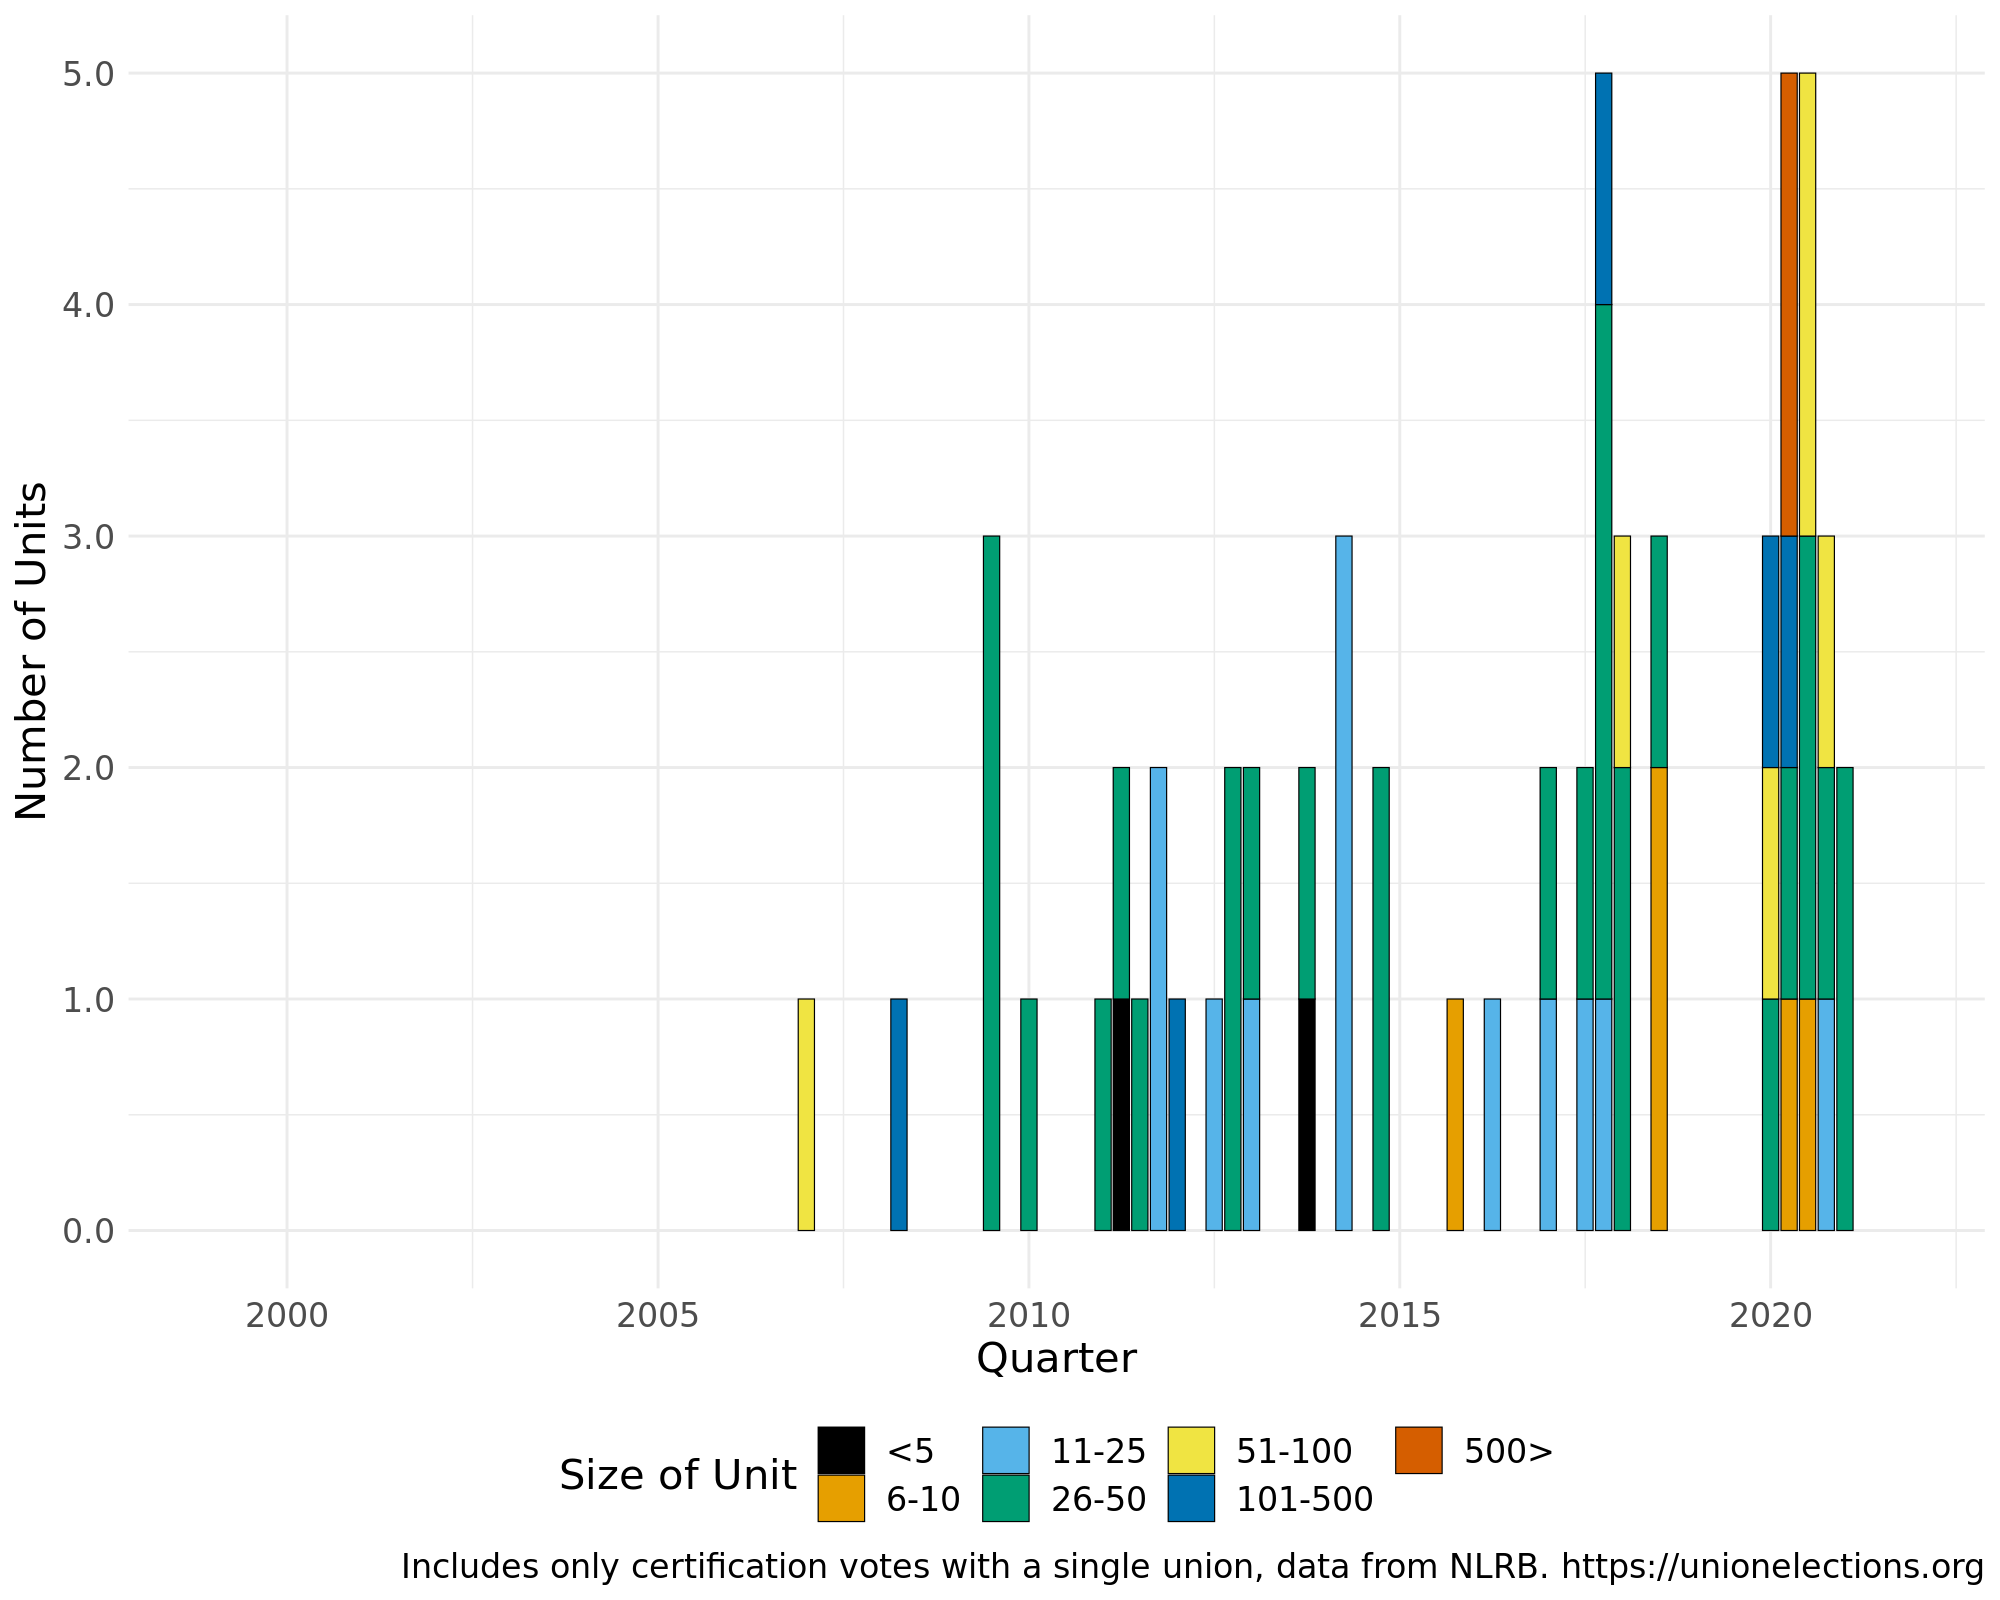 5.0
4.0
3.0
2.0
1.0
0.0
Number of Units
2000 2005 2010 2015 2020
Quarter
Size of Unit
<5 11-25 51-100 500>
6-10 26-50 101-500
Includes only certification votes with a single union, data from NLRB. https://unionelections.org